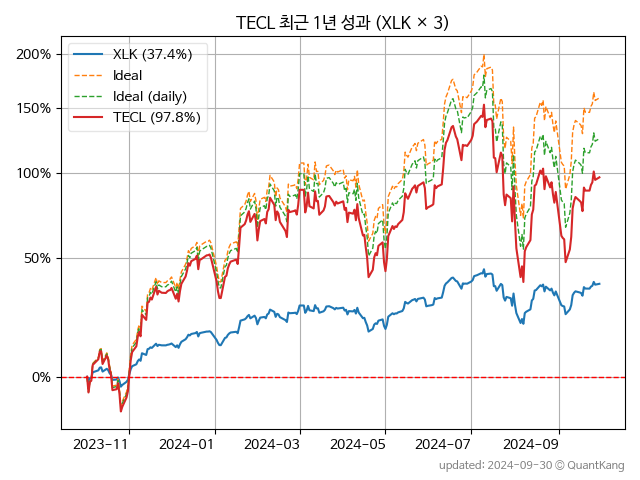 TECL 최근 1년 성과 (XLK × 3)
XLK (37.4%)
Ideal
Ideal (daily)
TECL (97.8%)
200%
150%
100%
50%
0%
2023-11 2024-01 2024-03 2024-05 2024-07 2024-09
updated: 2024-09-30 © QuantKang